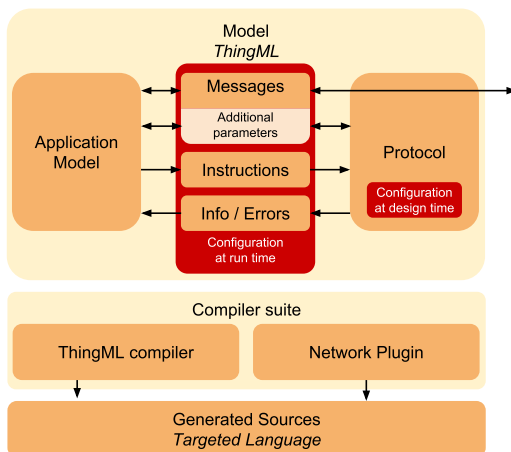 Model
ThingML
Messages
Additional
parameters
Application
Model
Protocol
Instructions
Configuration
at design time
Info / Errors
Configuration
at run time
Compiler suite
ThingML compiler
Network Plugin
Generated Sources
Targeted Language